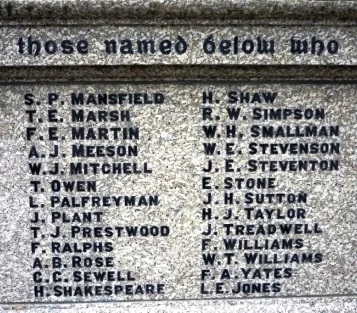 those named below who
S. P. MANSFIELD
T. E. MARSH
F. E. MARTIN
A. J. MEESON
W. J. MITCHELL
T. OWEN
L. PALFREYMAN
J. PLANT
T. J. PRESTWOOD
F. RALPHS
A. B. ROSE
C. C. SEWELL
H. SHAKESPEARE
H. SHAW
R. W. SIMPSON
W. H. SMALLMAN
W. E. STEVENSON
J. E. STEVENTON
E. STONE
J. H. SUTTON
H. J. TAYLOR
J. TREADWELL
F. WILLIAMS
W. T. WILLIAMS
F. A. YATES
L. E. JONES